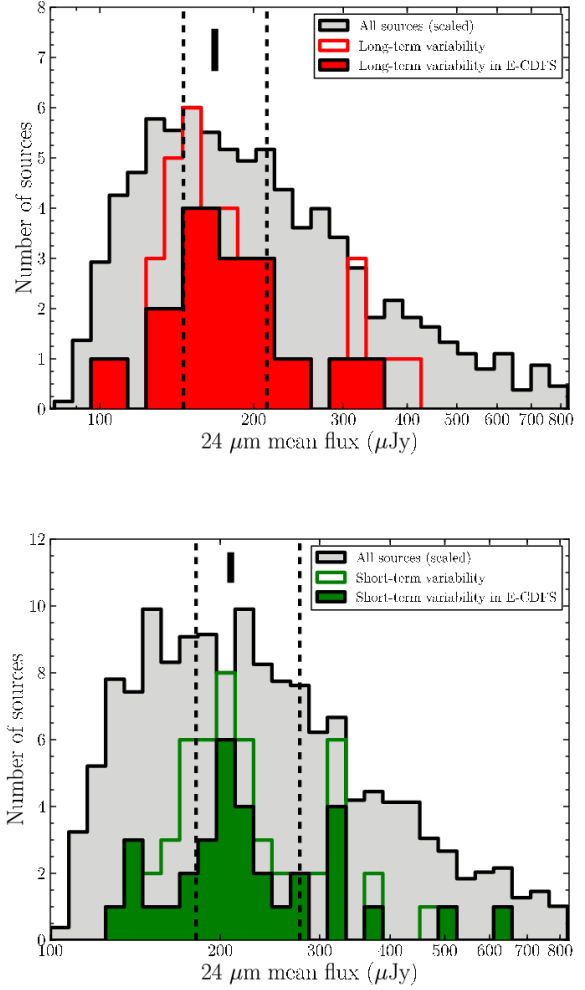 8
7
6
5
4
3
2
1
0
Number of sources
All sources (scaled)
Long-term variability
Long-term variability in E-CDFS
100 200 300 400 500 600 700 800
24 μm mean flux (μJy)
12
10
8
6
4
2
0
Number of sources
All sources (scaled)
Short-term variability
Short-term variability in E-CDFS
100 200 300 400 500 600 700 800
24 μm mean flux (μJy)